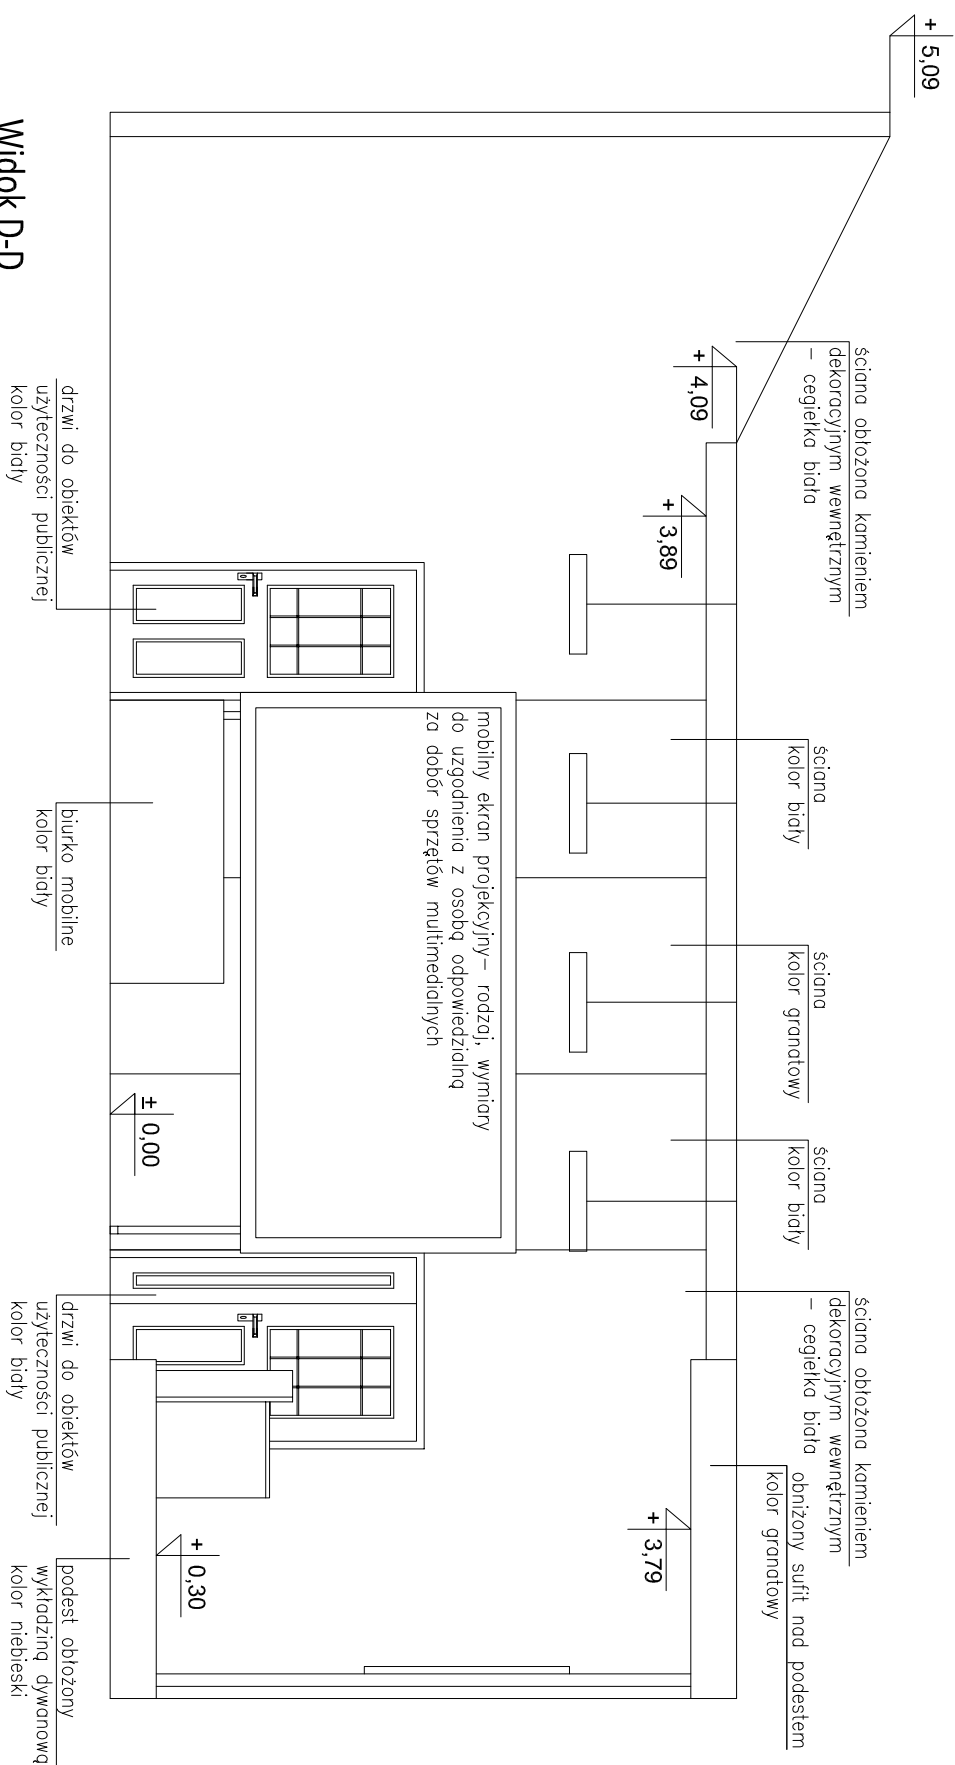 + 5,09
ściana obłożona kamieniem
dekoracyjnym wewnętrznym
– cegiełka biała
+ 4,09
+ 3,89
ściana
kolor biały
ściana
kolor granatowy
ściana
kolor biały
ściana obłożona kamieniem
dekoracyjnym wewnętrznym
– cegiełka biała
obniżony sufit nad podestem
kolor granatowy
mobilny ekran projekcyjny– rodzaj, wymiary
do uzgodnienia z osobą odpowiedzialną
za dobór sprzętów multimedialnych
+ 3,79
± 0,00
+ 0,30
drzwi do obiektów
użyteczności publicznej
kolor biały
biurko mobilne
kolor biały
drzwi do obiektów
użyteczności publicznej
kolor biały
podest obłożony
wykładziną dywanową
kolor niebieski
Widok D-D